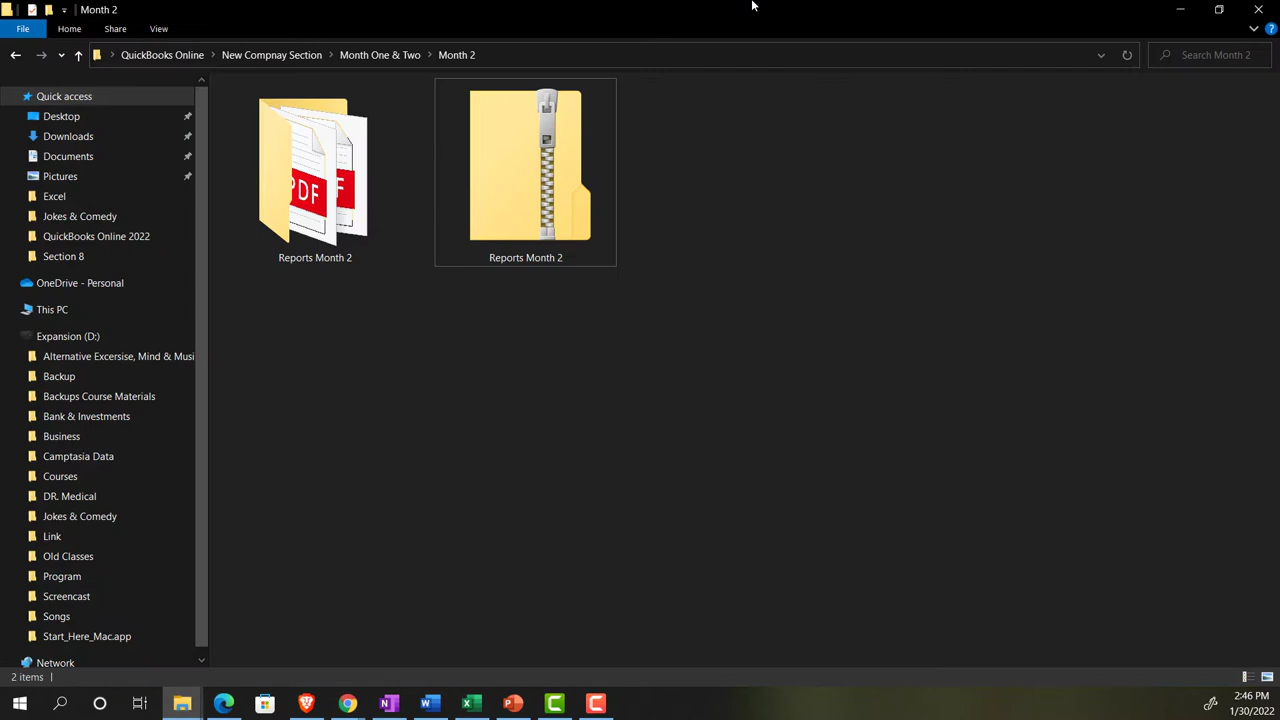 Month 2
File
Home
Share
View
QuickBooks Online
New Compnay Section
Month One & Two
Month 2
Search Month 2
Quick access
Desktop
Downloads
Documents
Pictures
Excel
Jokes & Comedy
QuickBooks Online 2022
Section 8
OneDrive - Personal
This PC
Expansion (D:)
Alternative Excersise, Mind & Musi
Backup
Backups Course Materials
Bank & Investments
Business
Camptasia Data
Courses
DR. Medical
Jokes & Comedy
Link
Old Classes
Program
Screencast
Songs
Start_Here_Mac.app
Network
PDF
F
Reports Month 2
Reports Month 2
2 items
2:46 PM
1/30/2022